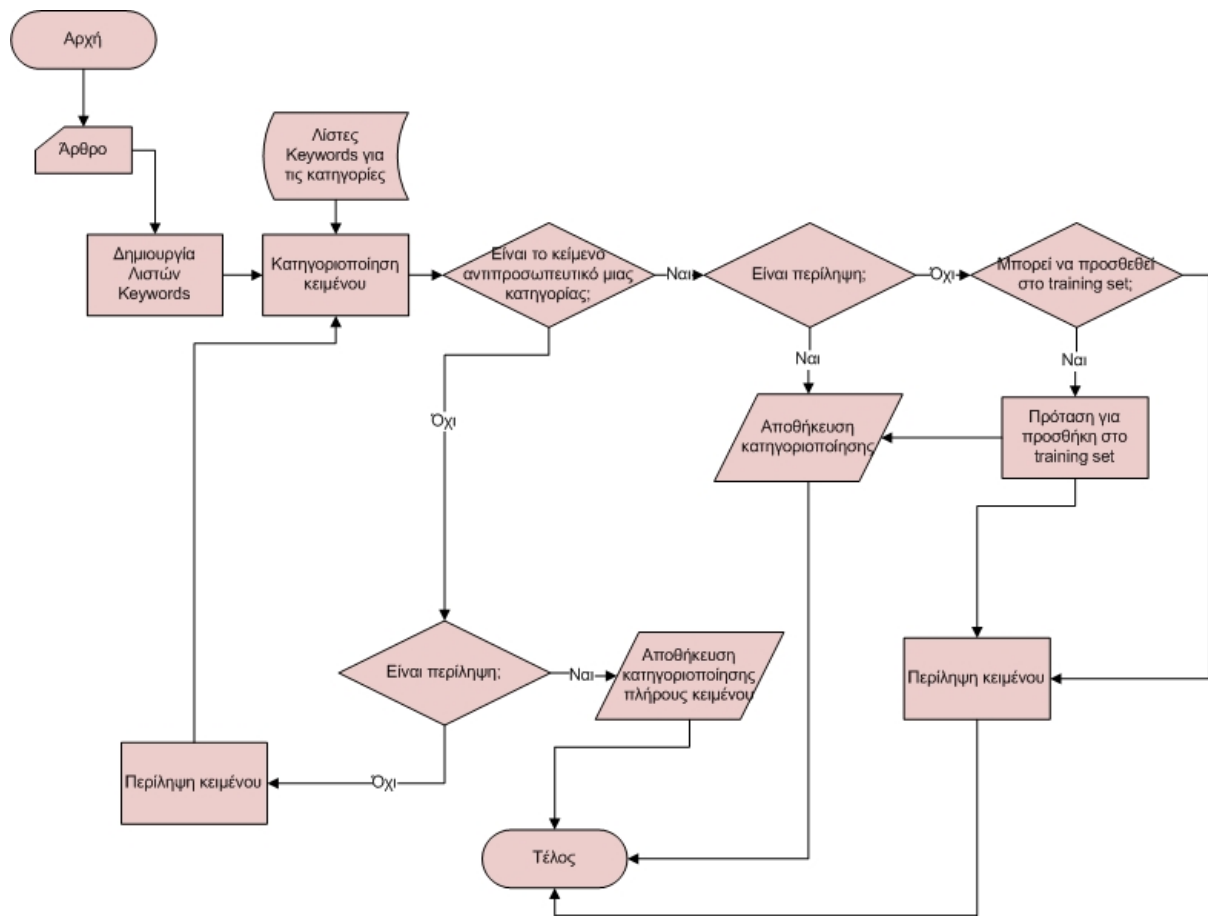 Αρχή
Άρθρο
Λίστες
Keywords για
τις κατηγορίες
Δημιουργία
Λιστών
Keywords
Κατηγοριοποίηση
κειμένου
Είναι το κείμενο
αντιπροσωπευτικό μιας
κατηγορίας;
Ναι
Είναι περίληψη;
Όχι
Μπορεί να προσθεθεί
στο training set;
Ναι
Ναι
Όχι
Αποθήκευση
κατηγοριοποίησης
Πρόταση για
προσθήκη στο
training set
Είναι περίληψη;
Ναι
Αποθήκευση
κατηγοριοποίησης
πλήρους κειμένου
Περίληψη κειμένου
Περίληψη κειμένου
Όχι
Τέλος